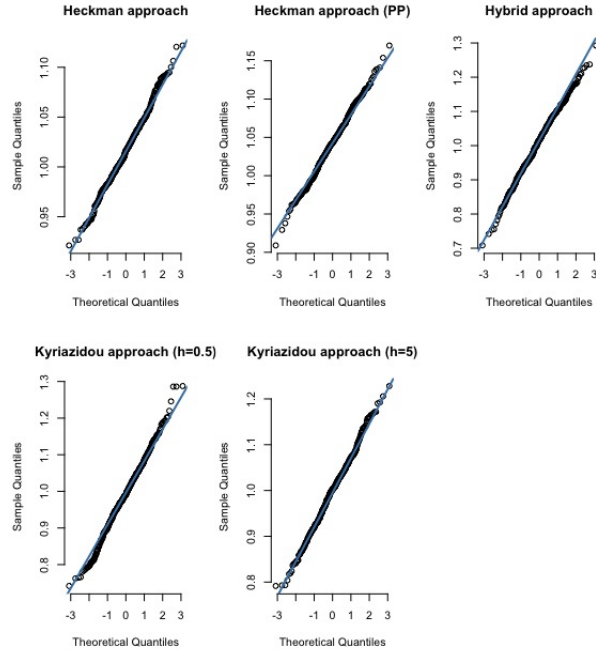 Heckman approach
Sample Quantiles
1.10
1.05
1.00
0.95
-3 -1 0 1 2 3
Theoretical Quantiles
Heckman approach (PP)
Sample Quantiles
1.15
1.10
1.05
1.00
0.95
0.90
-3 -1 0 1 2 3
Theoretical Quantiles
Hybrid approach
Sample Quantiles
1.3
1.2
1.1
1.0
0.9
0.8
0.7
-3 -1 0 1 2 3
Theoretical Quantiles
Kyriazidou approach (h=0.5)
Sample Quantiles
1.3
1.2
1.1
1.0
0.9
0.8
-3 -1 0 1 2 3
Theoretical Quantiles
Kyriazidou approach (h=5)
Sample Quantiles
1.2
1.1
1.0
0.9
0.8
-3 -1 0 1 2 3
Theoretical Quantiles